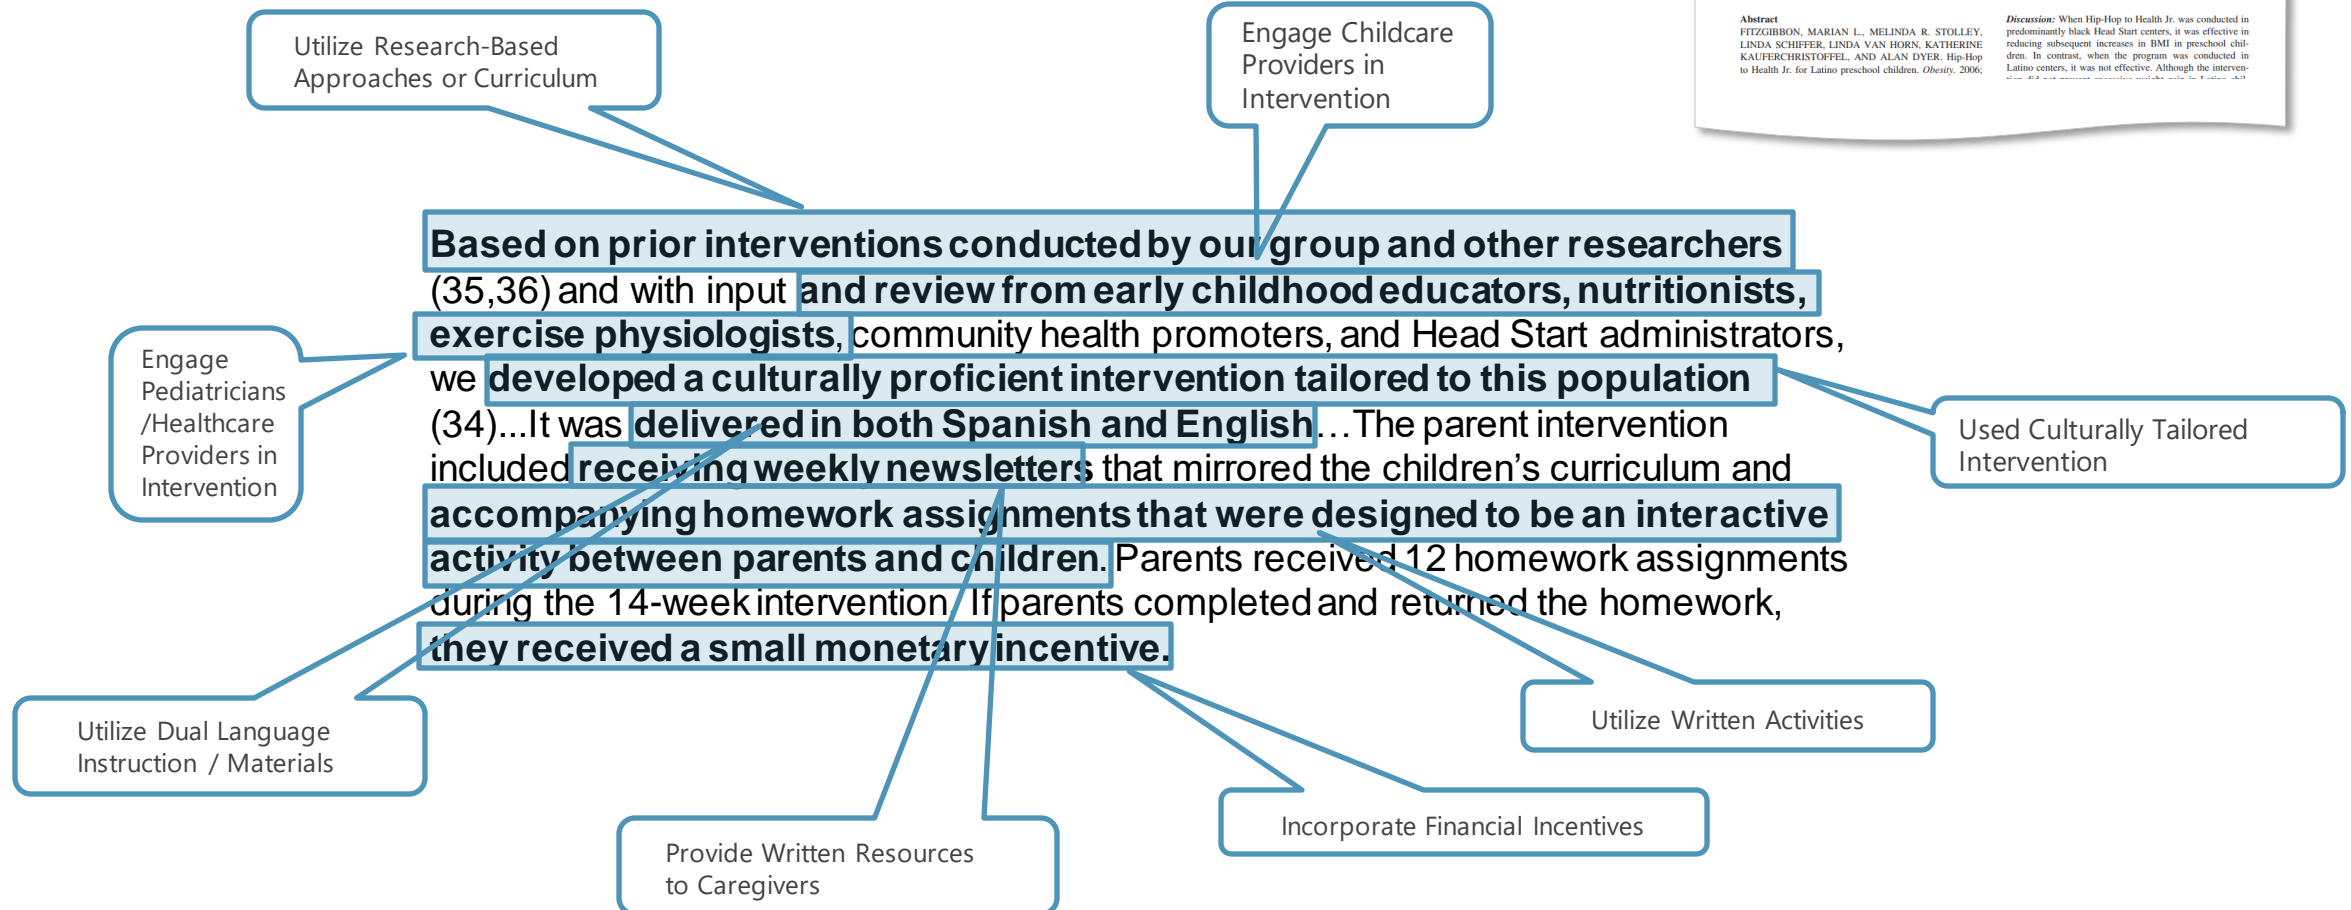 Utilize Research-Based
Approaches or Curriculum
Engage Childcare
Providers in
Intervention
Abstract
FITZGIBBON, MARIAN L., MELINDA R. STOLLEY,
LINDA SCHIFFER, LINDA VAN HORN, KATHERINE
KAUFERCHRISTOFFEL, AND ALAN DYER. Hip-Hop
to Health Jr. for Latino preschool children. Obesity. 2006;
Discussion: When Hip-Hop to Health Jr. was conducted in
predominantly black Head Start centers, it was effective in
reducing subsequent increases in BMI in preschool chil-
dren. In contrast, when the program was conducted in
Latino centers, it was not effective. Although the interven-
tion did not prevent excessive weight gain in Latino chil-
Based on prior interventions conducted by our group and other researchers
(35,36) and with input and review from early childhood educators, nutritionists,
exercise physiologists, community health promoters, and Head Start administrators,
we developed a culturally proficient intervention tailored to this population
(34)...It was delivered in both Spanish and English…The parent intervention
included receiving weekly newsletters that mirrored the children’s curriculum and
accompanying homework assignments that were designed to be an interactive
activity between parents and children. Parents received 12 homework assignments
during the 14-week intervention. If parents completed and returned the homework,
they received a small monetary incentive.
Engage
Pediatricians
/Healthcare
Providers in
Intervention
Used Culturally Tailored
Intervention
Utilize Dual Language
Instruction / Materials
Utilize Written Activities
Incorporate Financial Incentives
Provide Written Resources
to Caregivers